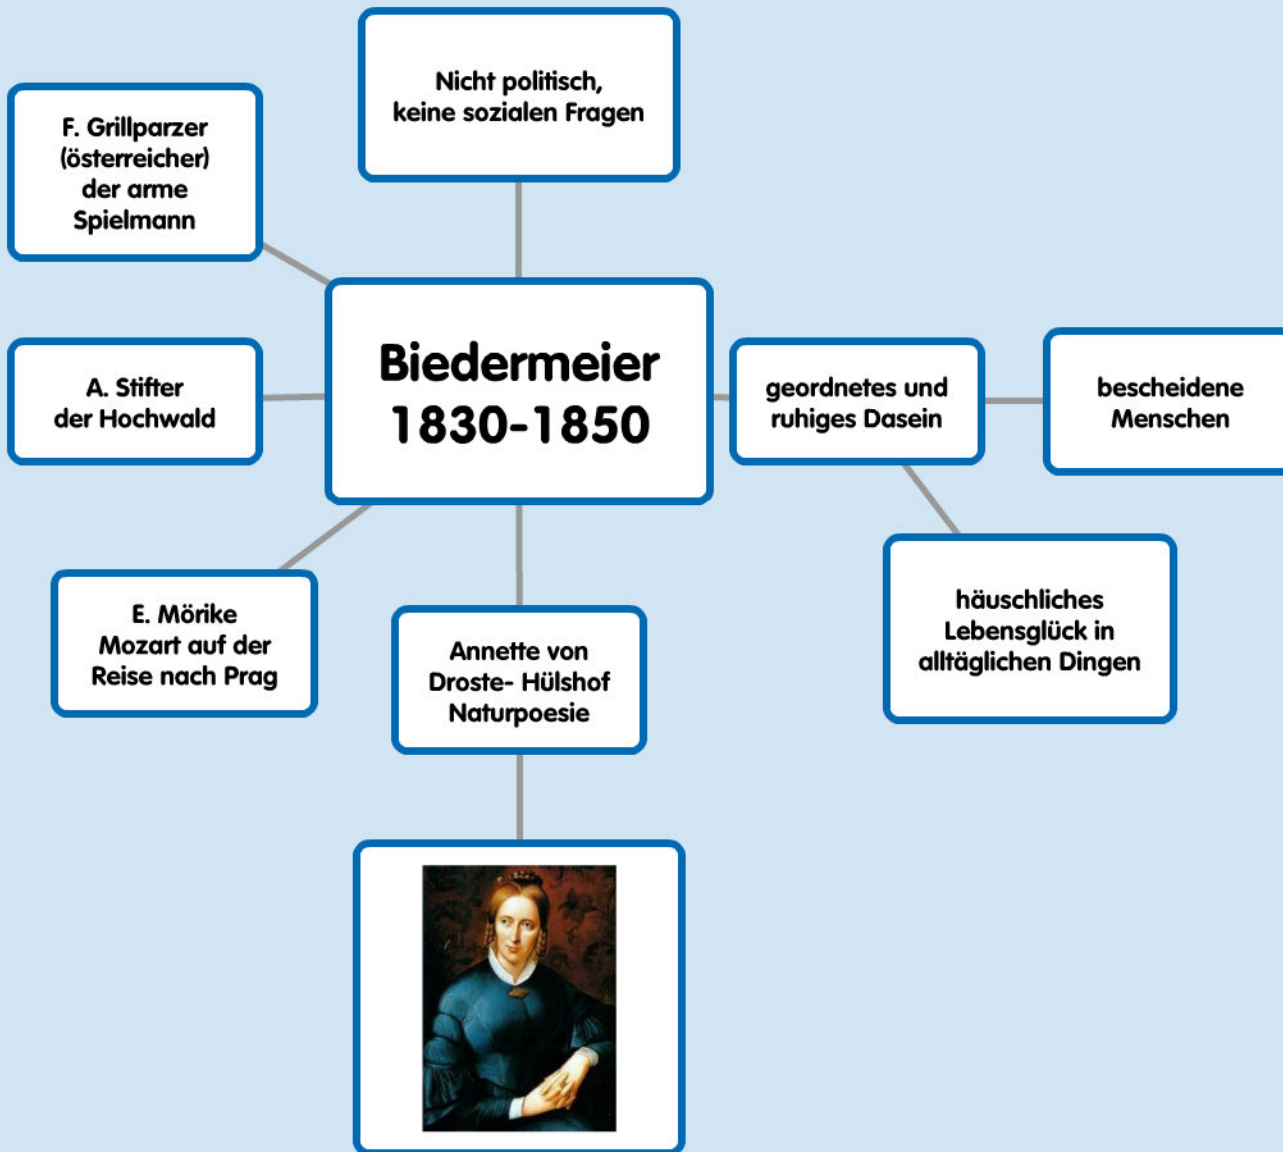 Nicht politisch,
keine sozialen Fragen
F. Grillparzer
(österreicher)
der arme
Spielmann
Biedermeier
1830-1850
A. Stifter
der Hochwald
geordnetes und
ruhiges Dasein
bescheidene
Menschen
E. Mörike
Mozart auf der
Reise nach Prag
Annette von
Droste- Hülshof
Naturpoesie
häuschliches
Lebensglück in
alltäglichen Dingen